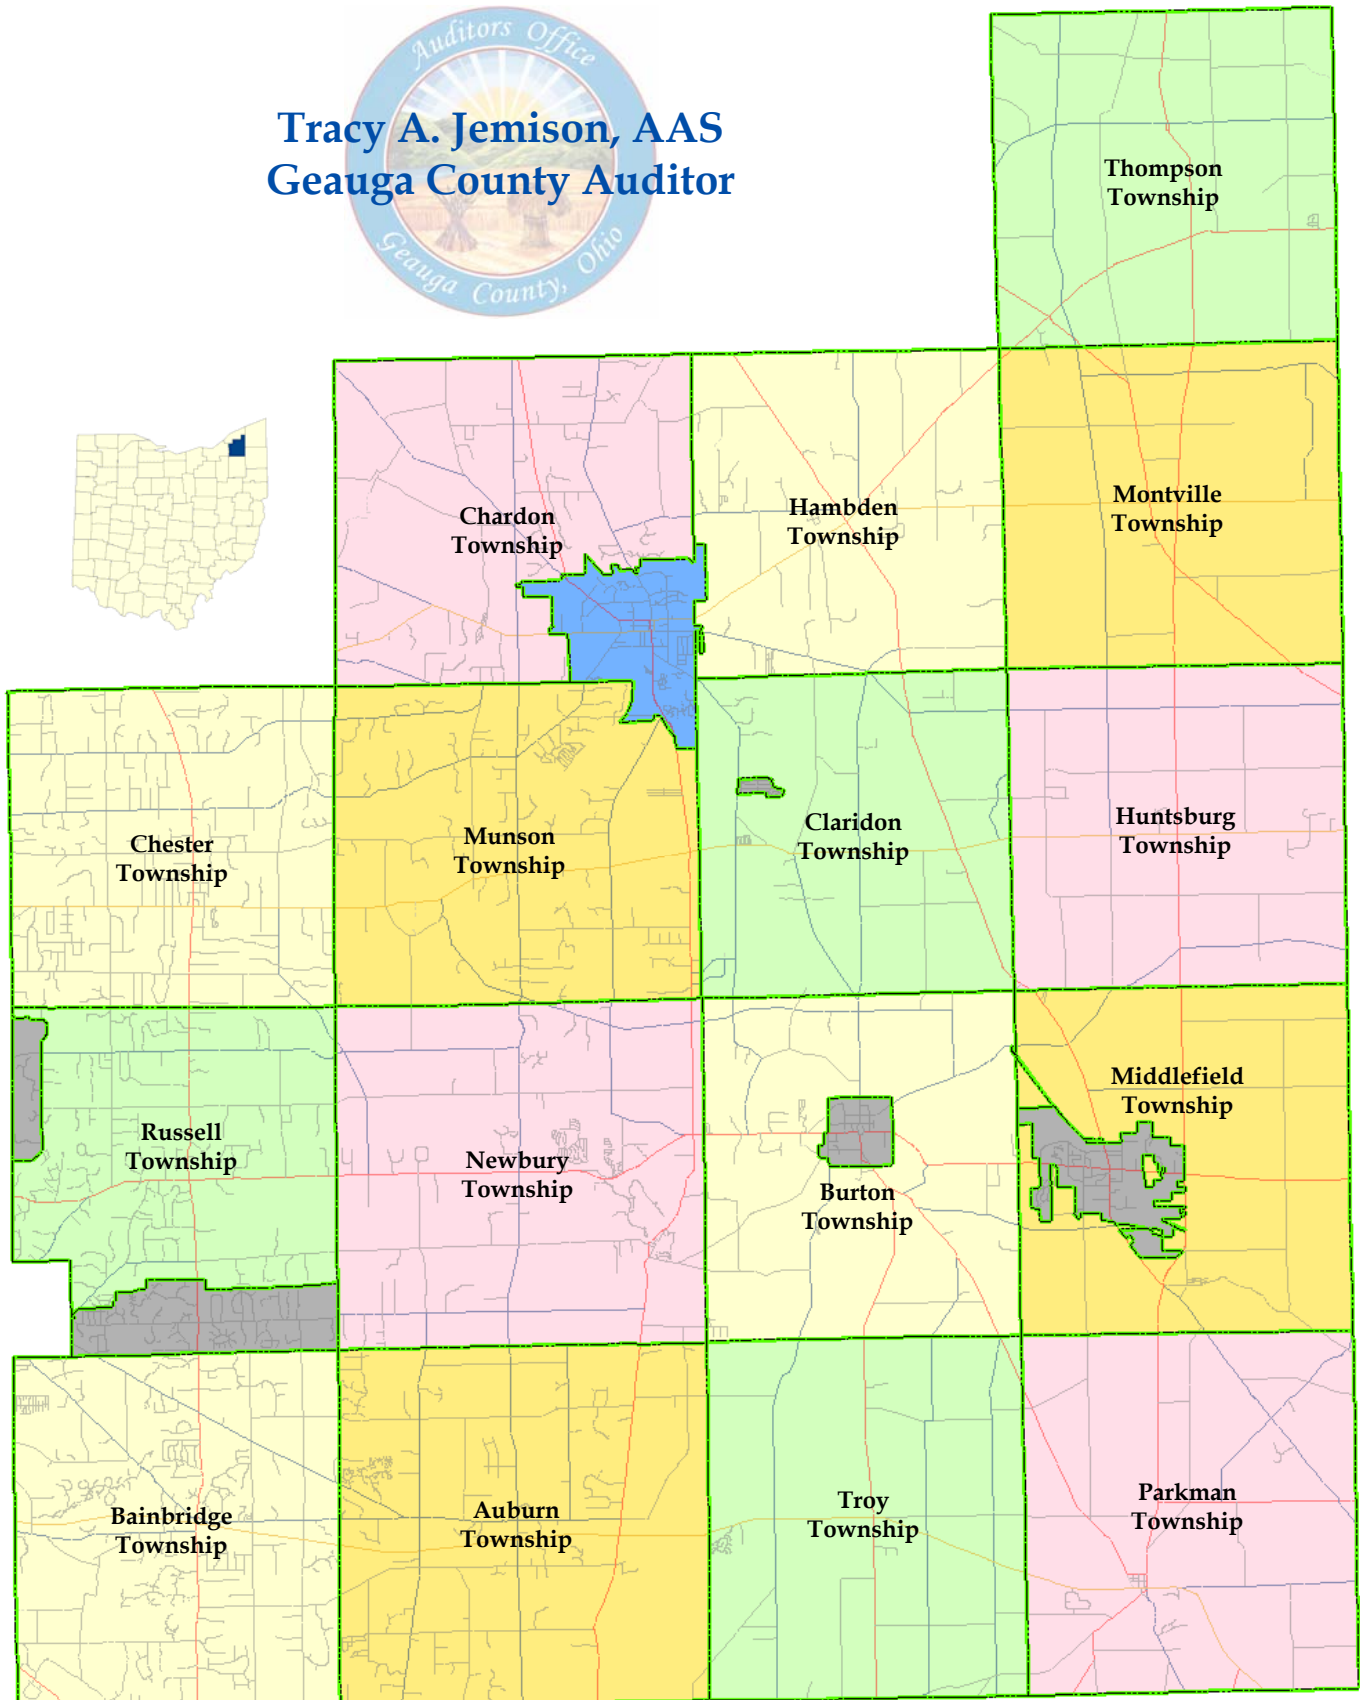 Auditors Office
Tracy A. Jemison, AAS
Geauga County Auditor
Geauga County, Ohio
Thompson
Township
Chardon
Township
Hambden
Township
Montville
Township
Chester
Township
Munson
Township
Claridon
Township
Huntsburg
Township
Russell
Township
Newbury
Township
Burton
Township
Middlefield
Township
Bainbridge
Township
Auburn
Township
Troy
Township
Parkman
Township